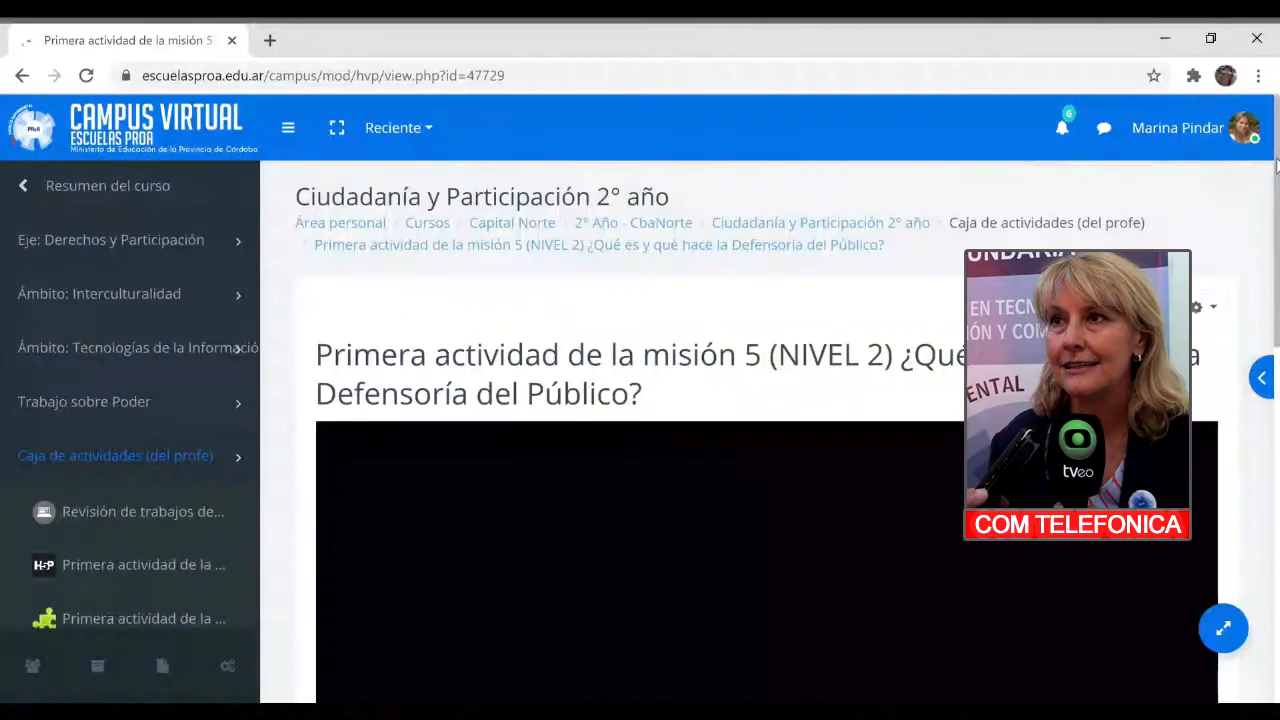 Primera actividad de la misión 5
escuelasproa.edu.ar/campus/mod/hvp/view.php?id=47729
CAMPUS VIRTUAL
ESCUELAS PROA
Ministerio de Educación de la Provincia de Córdoba
Reciente
6
Marina Pindar
Resumen del curso
Eje: Derechos y Participación
Ámbito: Interculturalidad
Ámbito: Tecnologías de la Informació
Trabajo sobre Poder
Caja de actividades (del profe)
Revisión de trabajos de...
H-P Primera actividad de la ...
Primera actividad de la ...
Ciudadanía y Participación 2° año
Área personal Cursos Capital Norte 2° Año - CbaNorte Ciudadanía y Participación 2° año Caja de actividades (del profe)
Primera actividad de la misión 5 (NIVEL 2) ¿Qué es y qué hace la Defensoría del Público?
Primera actividad de la misión 5 (NIVEL 2) ¿Qué a
Defensoría del Público?
UNDARIA
EN TECN
IÓN Y COM
ENTAL
tveo
COM TELEFONICA